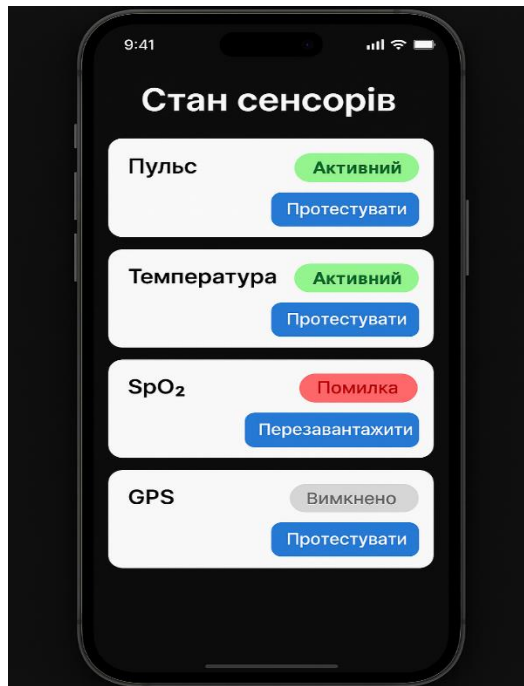 9:41
Стан сенсорів
Пульс Активний
Протестувати
Температура Активний
Протестувати
SpO₂ Помилка
Перезавантажити
GPS Вимкнено
Протестувати